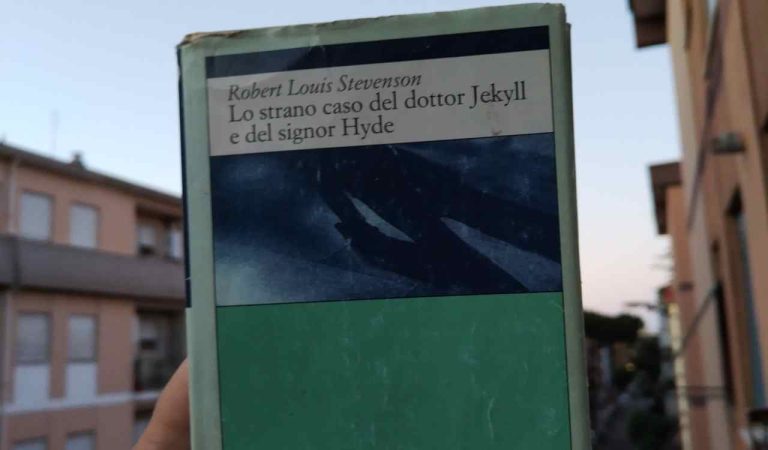 Robert Louis Stevenson
Lo strano caso del dottor Jekyll
e del signor Hyde